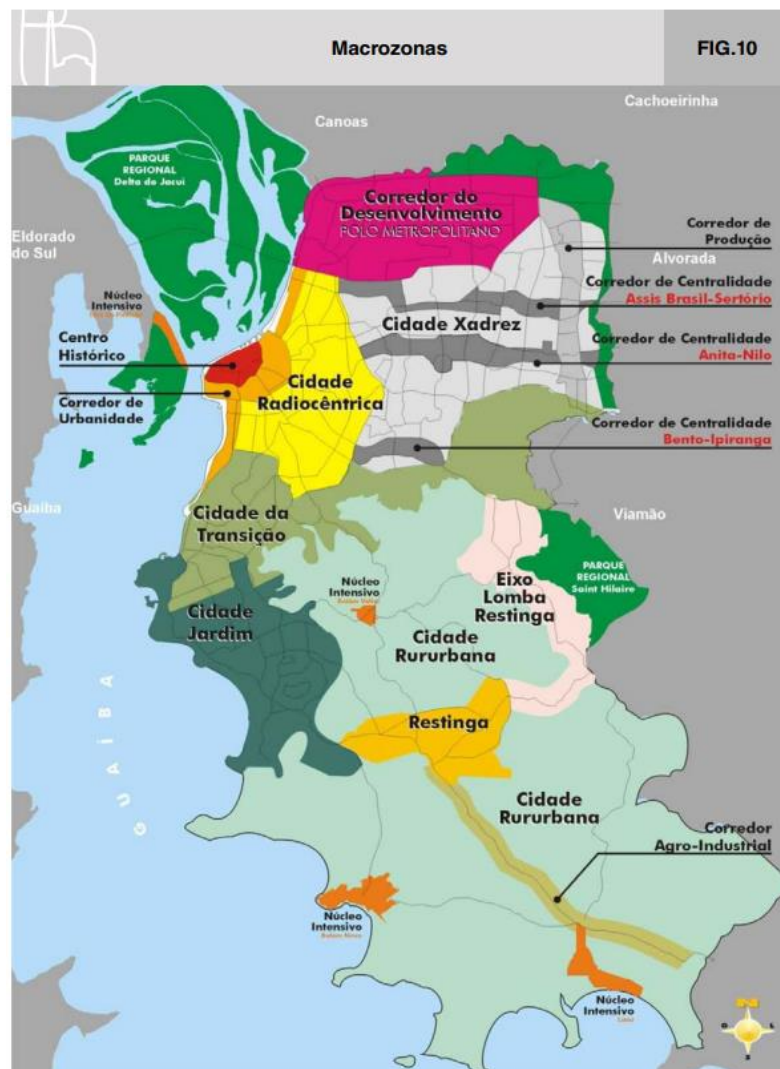 Macrozonas
FIG.10
Cachoeirinha
Canoas
PARQUE
REGIONAL
Delta do Jacuí
Corredor do
Desenvolvimento
POLO METROPOLITANO
Corredor de
Produção
Eldorado
do Sul
Alvorada
Núcleo
Intensivo
Corredor de Centralidade
Assis Brasil-Sertório
Cidade Xadrez
Centro
Histórico
Corredor de Centralidade
Anita-Nilo
Cidade
Radiocêntrica
Corredor de
Urbanidade
Corredor de Centralidade
Bento-Ipiranga
Guaíba
Cidade da
Transição
Viamão
PARQUE
REGIONAL
Saint Hilaire
Núcleo
Intensivo
Eixo
Lomba
Restinga
Cidade
Jardim
Cidade
Rururbana
GUAÍBA
Restinga
Cidade
Rururbana
Corredor
Agro-Industrial
Núcleo
Intensivo
Núcleo
Intensivo
N
O
L
S